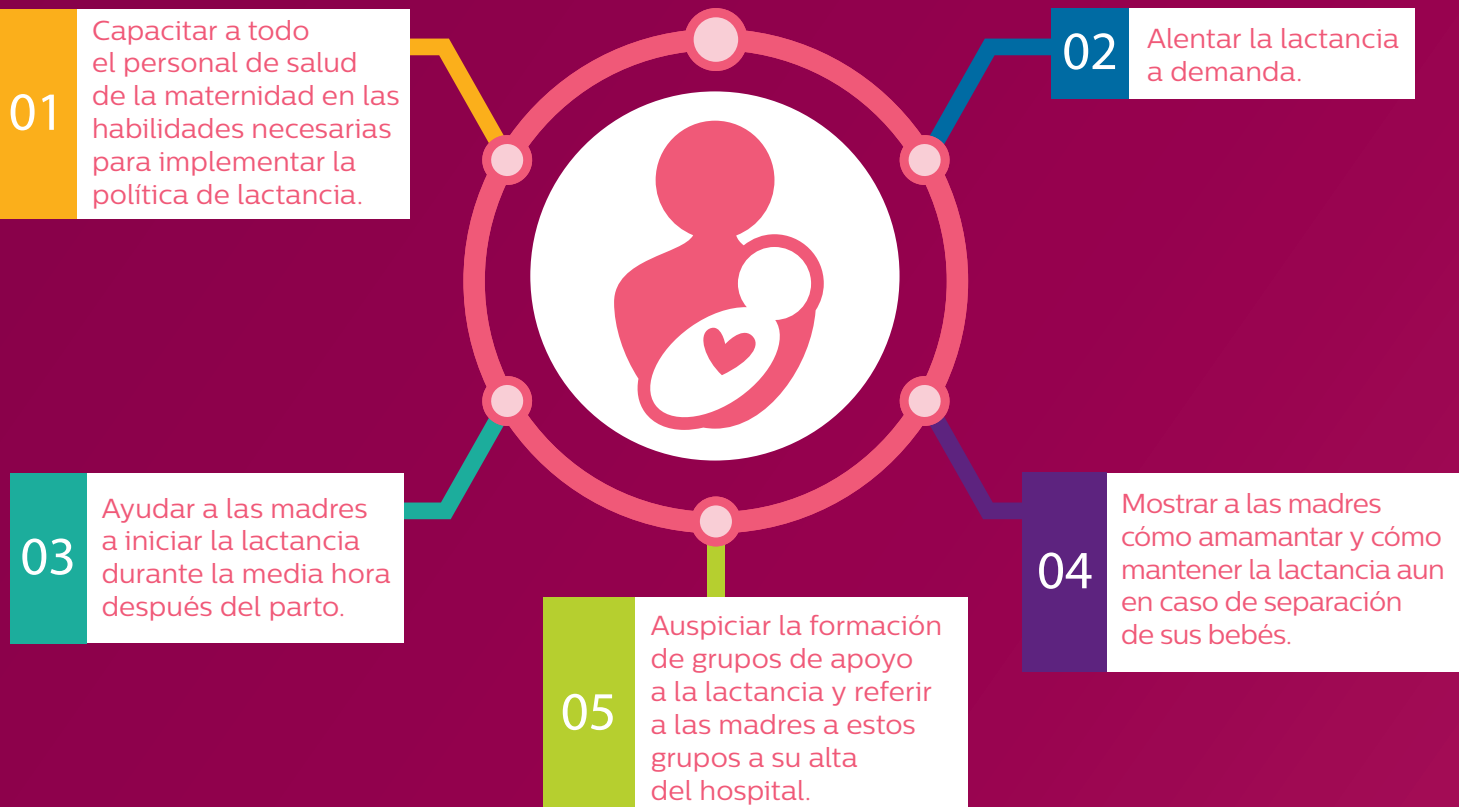 01
Capacitar a todo
el personal de salud
de la maternidad en las
habilidades necesarias
para implementar la
política de lactancia.
02
Alentar la lactancia
a demanda.
03
Ayudar a las madres
a iniciar la lactancia
durante la media hora
después del parto.
04
Mostrar a las madres
cómo amamantar y cómo
mantener la lactancia aun
en caso de separación
de sus bebés.
05
Auspiciar la formación
de grupos de apoyo
a la lactancia y referir
a las madres a estos
grupos a su alta
del hospital.